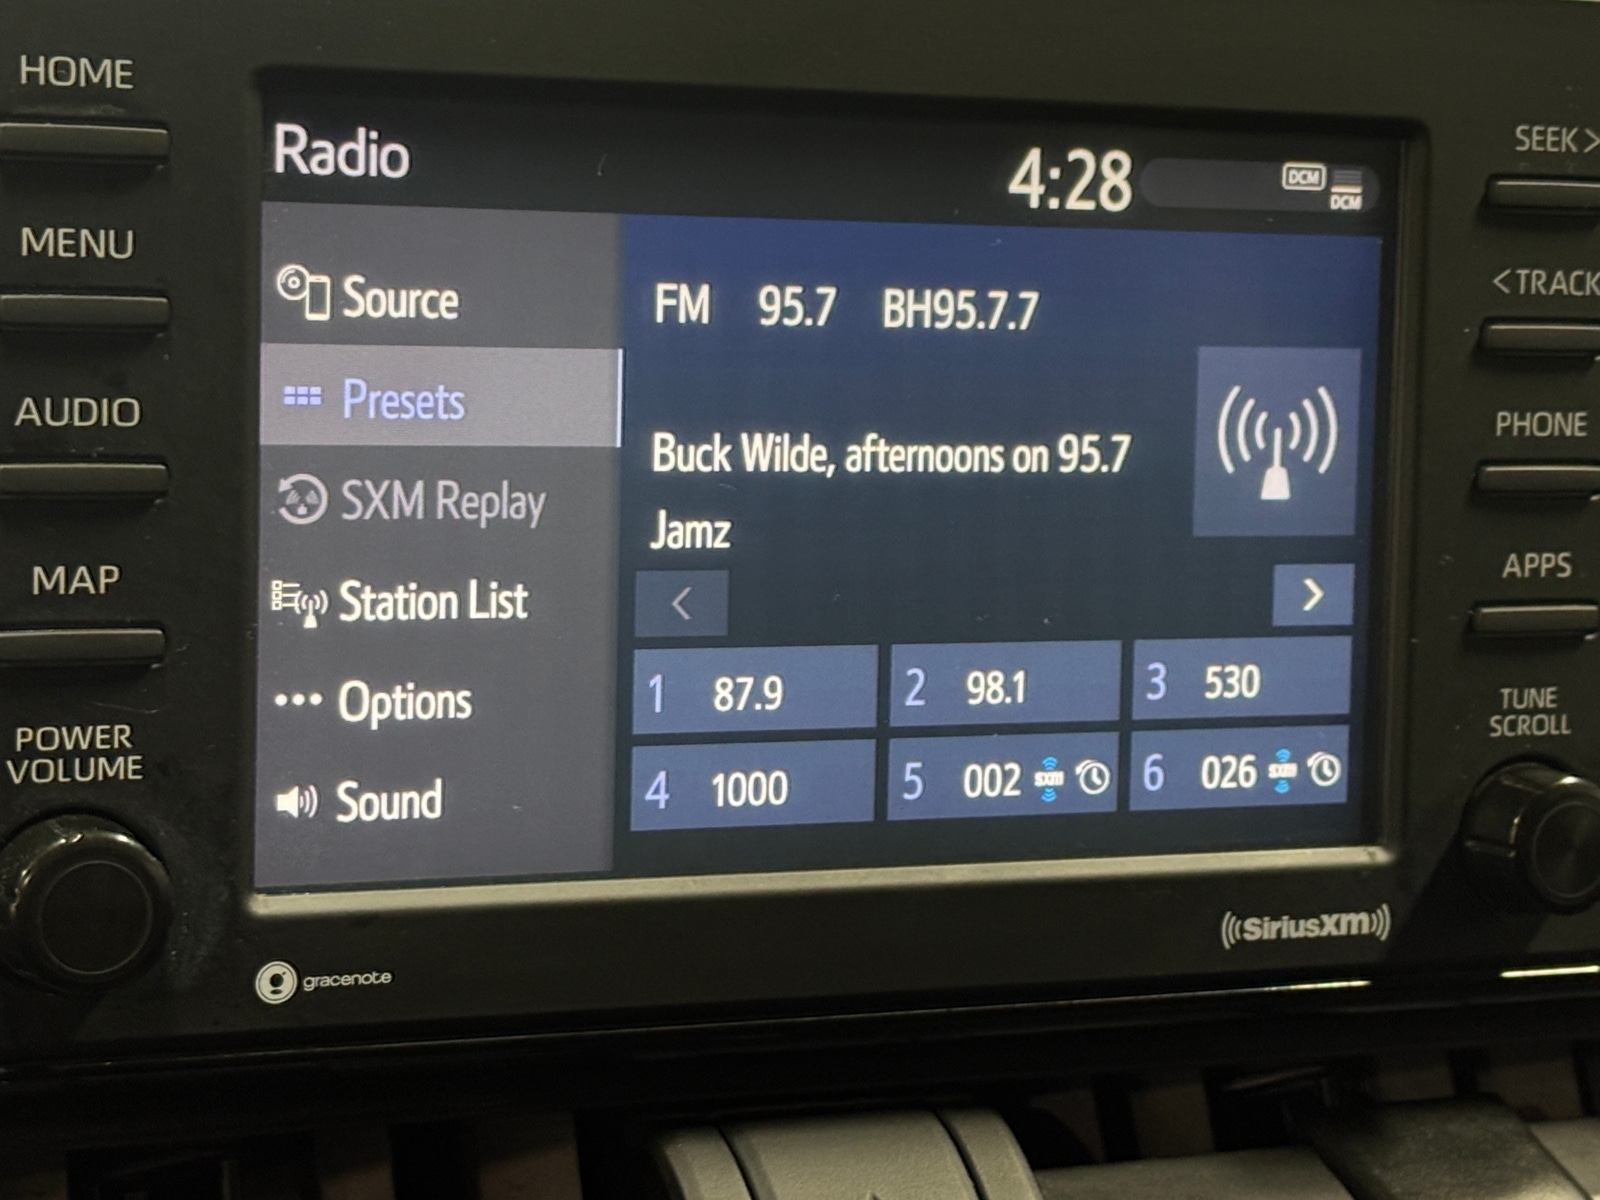 HOME
MENU
AUDIO
MAP
POWER
VOLUME
Radio
4:28
DCM
DCM
Source
Presets
SXM Replay
Station List
Options
Sound
FM 95.7 BH95.7.7
Buck Wilde, afternoons on 95.7
Jamz
< >
1 87.9
2 98.1
3 530
4 1000
5 002 SXM
6 026 SXM
SEEK >
< TRACK
PHONE
APPS
TUNE
SCROLL
gracenote
((SiriusXM))